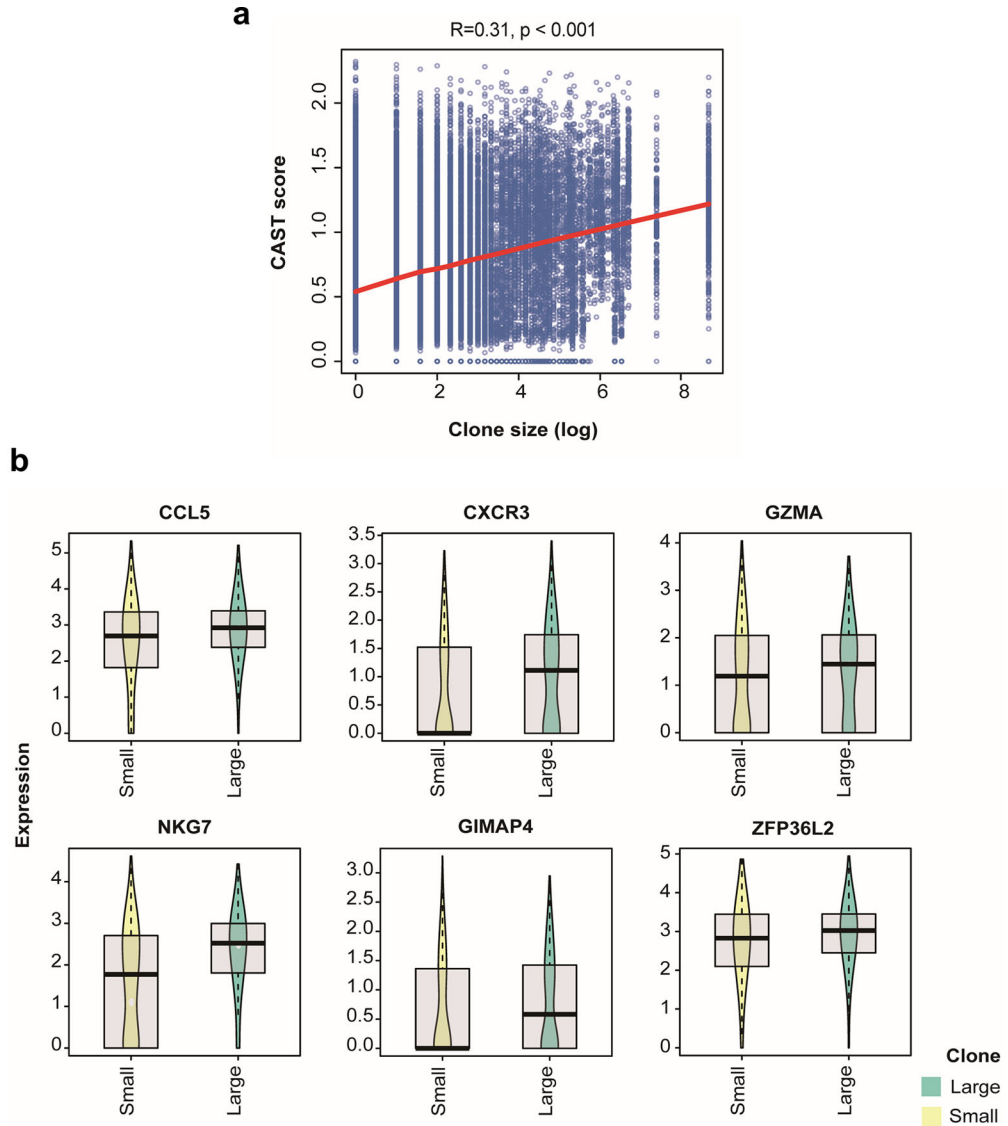 a
R=0.31, p < 0.001
CAST score
2.0
1.5
1.0
0.5
0.0
0 2 4 6 8
Clone size (log)
b
Expression
CCL5
5
4
3
2
1
0
Small Large
CXCR3
3.5
3.0
2.5
2.0
1.5
1.0
0.5
0.0
Small Large
GZMA
4
3
2
1
0
Small Large
NKG7
4
3
2
1
0
Small Large
GIMAP4
3.0
2.5
2.0
1.5
1.0
0.5
0.0
Small Large
ZFP36L2
5
4
3
2
1
0
Small Large
Clone
Large
Small